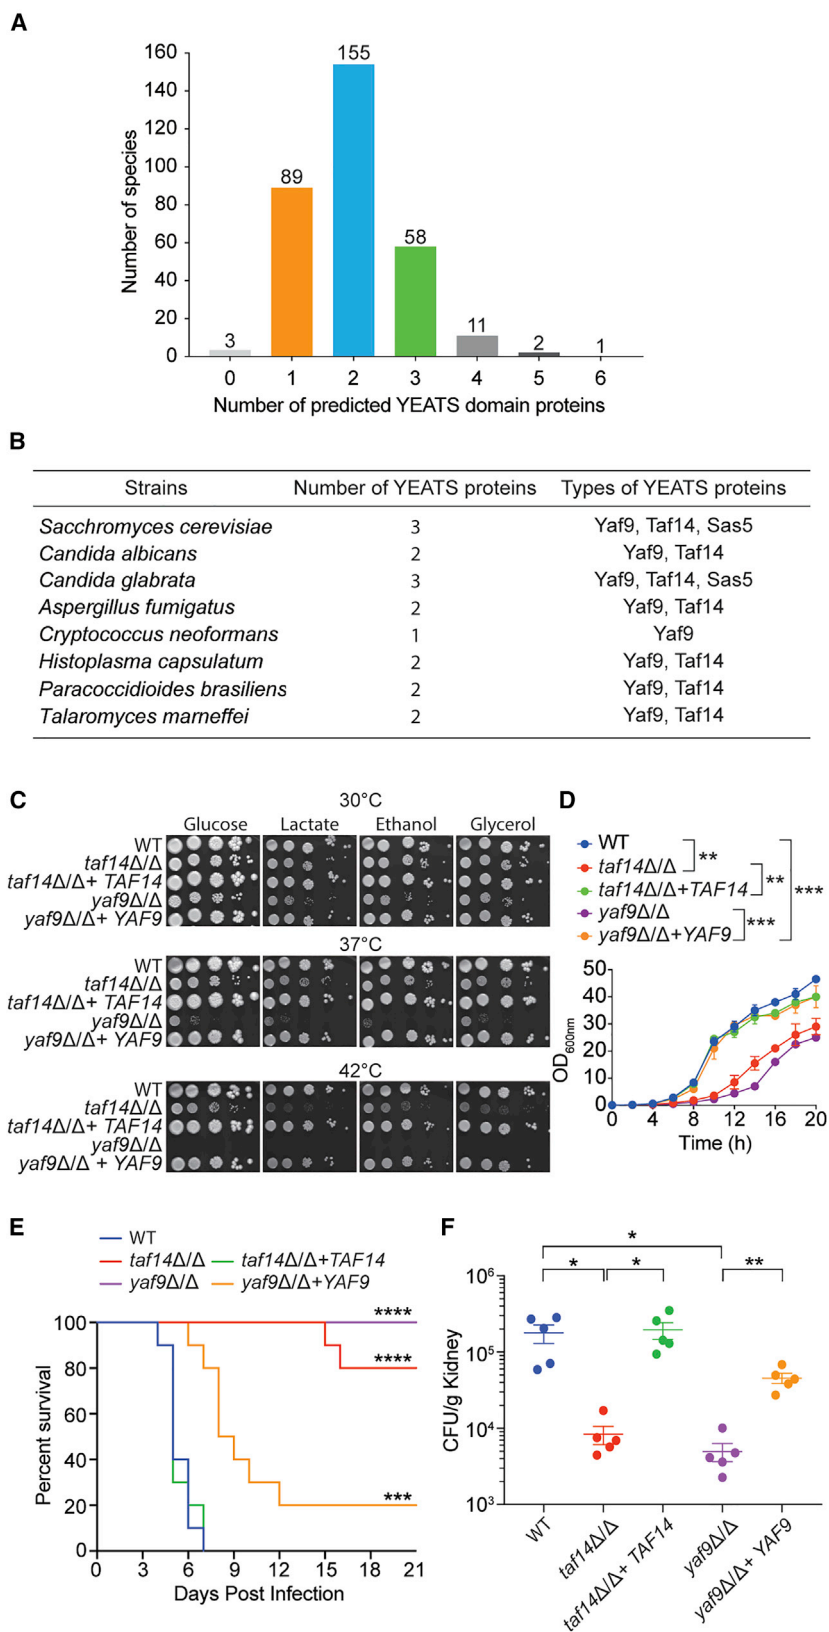 A
160
140
120
100
80
60
40
20
0
Number of species
3
89
155
58
11
2
1
0 1 2 3 4 5 6
Number of predicted YEATS domain proteins
B
Strains Number of YEATS proteins Types of YEATS proteins
Sacchromyces cerevisiae 3 Yaf9, Taf14, Sas5
Candida albicans 2 Yaf9, Taf14
Candida glabrata 3 Yaf9, Taf14, Sas5
Aspergillus fumigatus 2 Yaf9, Taf14
Cryptococcus neoformans 1 Yaf9
Histoplasma capsulatum 2 Yaf9, Taf14
Paracoccidioides brasiliens 2 Yaf9, Taf14
Talaromyces marneffei 2 Yaf9, Taf14
C
30°C
Glucose Lactate Ethanol Glycerol
WT
taf14Δ/Δ
taf14Δ/Δ+ TAF14
yaf9Δ/Δ
yaf9Δ/Δ+ YAF9
37°C
WT
taf14Δ/Δ
taf14Δ/Δ+ TAF14
yaf9Δ/Δ
yaf9Δ/Δ + YAF9
42°C
WT
taf14Δ/Δ
taf14Δ/Δ+ TAF14
yaf9Δ/Δ
yaf9Δ/Δ + YAF9
D
WT
taf14Δ/Δ
taf14Δ/Δ+TAF14
yaf9Δ/Δ
yaf9Δ/Δ+YAF9
**
**
***
***
50
40
30
20
10
0
OD600nm
0 4 8 12 16 20
Time (h)
E
WT
taf14Δ/Δ taf14Δ/Δ+TAF14
yaf9Δ/Δ yaf9Δ/Δ+YAF9
100
80
60
40
20
0
Percent survival
****
****
***
0 3 6 9 12 15 18 21
Days Post Infection
F
*
* * **
10⁶
10⁵
10⁴
10³
CFU/g Kidney
WT
taf14Δ/Δ
taf14Δ/Δ+ TAF14
yaf9Δ/Δ
yaf9Δ/Δ+ YAF9